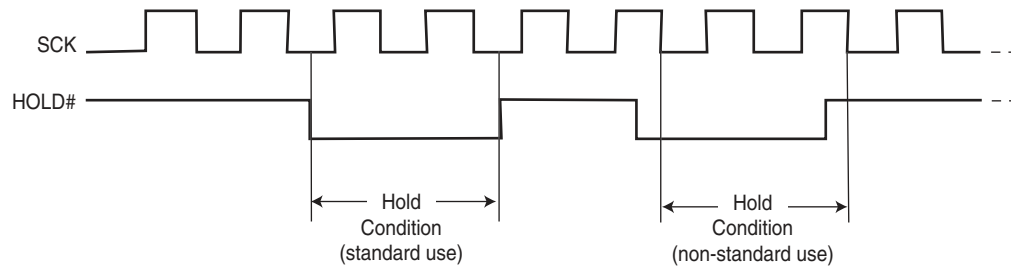 SCK
HOLD#
Hold
Condition
(standard use)
Hold
Condition
(non-standard use)